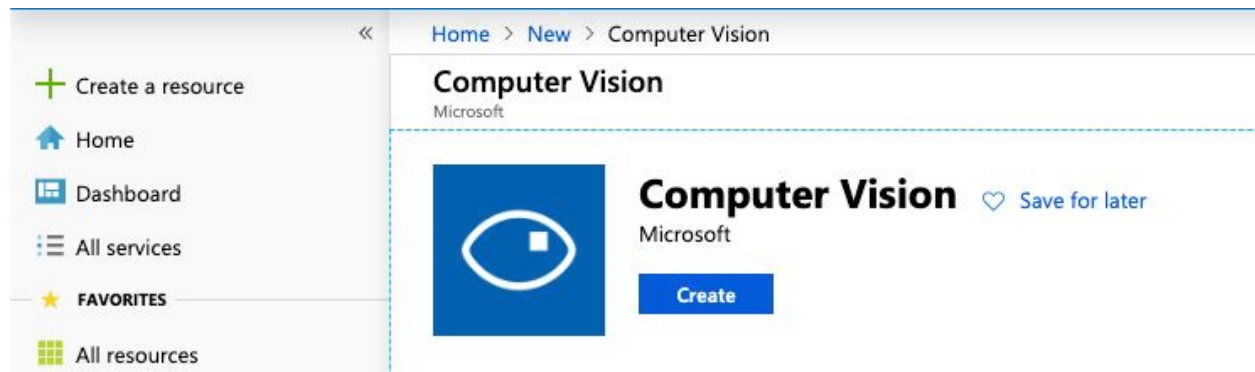 «
Home > New > Computer Vision
Create a resource
Home
Dashboard
All services
FAVORITES
All resources
Computer Vision
Microsoft
Computer Vision
Save for later
Microsoft
Create